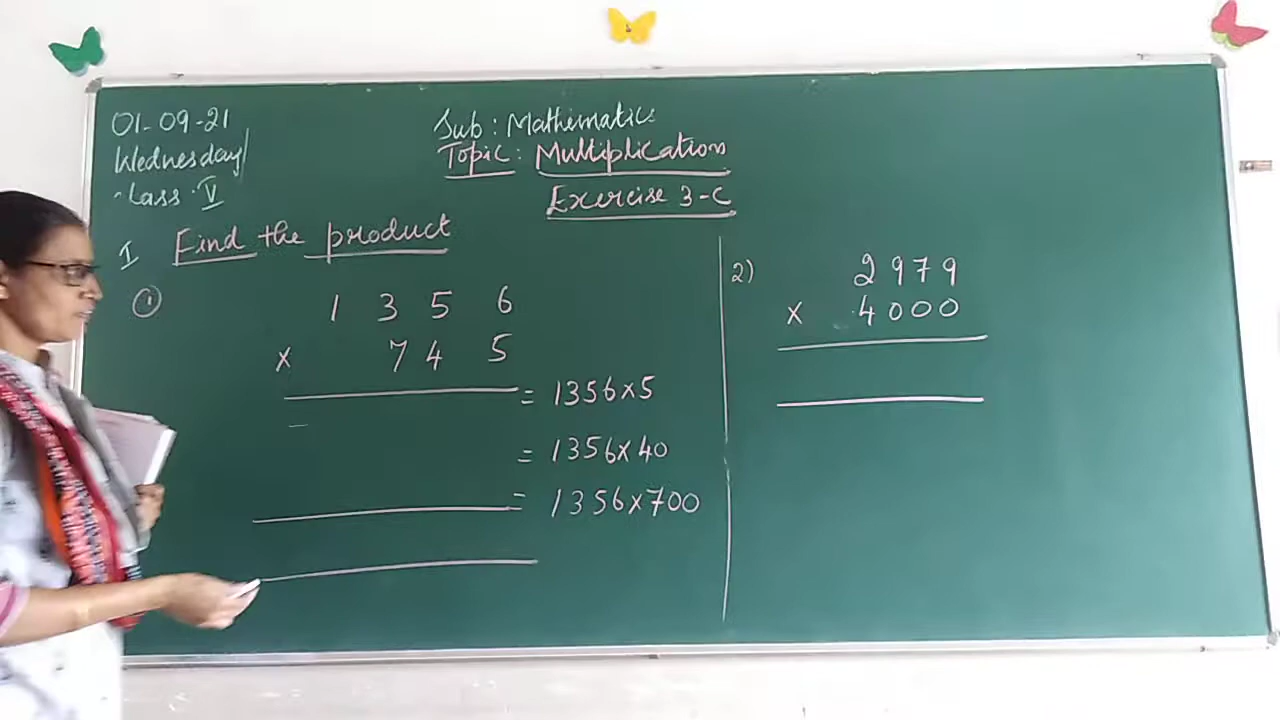 01-09-21
Wednesday
Class: V
Sub: Mathematics
Topic: Multiplication
Exercise 3-C
I Find the product
① 1 3 5 6
x 7 4 5
= 1356x5
= 1356x40
= 1356x700
2) 2979
x 4000